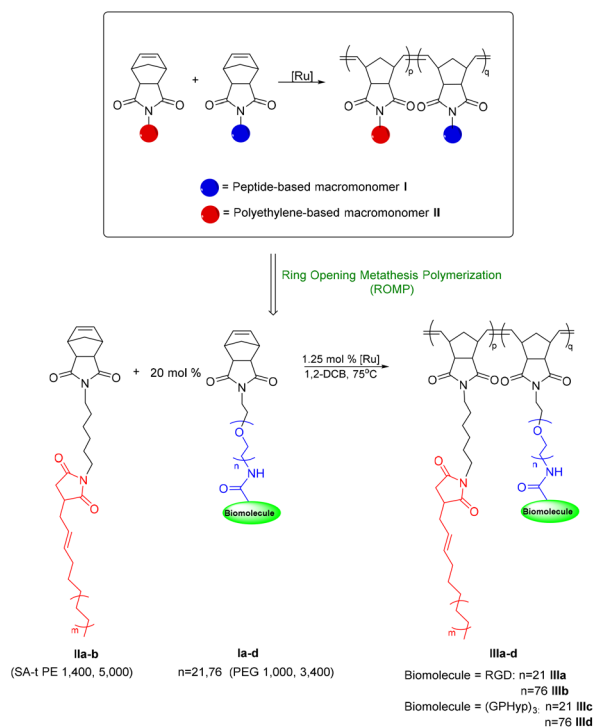 [Ru]
+
O N O
O N O
O N O
O N O
p
q
= Peptide-based macromonomer I
= Polyethylene-based macromonomer II
Ring Opening Metathesis Polymerization
(ROMP)
O N O
+ 20 mol %
O N O
1.25 mol % [Ru]
1,2-DCB, 75°C
p
q
O N O
O N O
O
n
NH
O
Biomolecule
O
N
O
m
O
n
NH
O
Biomolecule
O
N
O
m
IIa-b
(SA-t PE 1,400, 5,000)
Ia-d
n=21,76 (PEG 1,000, 3,400)
IIIa-d
Biomolecule = RGD: n=21 IIIa
n=76 IIIb
Biomolecule = (GPHyp)3: n=21 IIIc
n=76 IIId